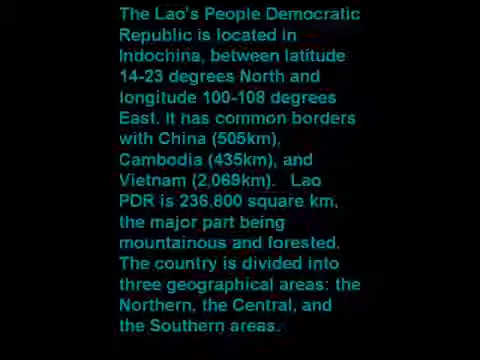 The Lao's People Democratic
Republic is located in
Indochina, between latitude
14-23 degrees North and
longitude 100-108 degrees
East. It has common borders
with China (505km),
Cambodia (435km), and
Vietnam (2,069km). Lao
PDR is 236,800 square km,
the major part being
mountainous and forested.
The country is divided into
three geographical areas: the
Northern, the Central, and
the Southern areas.